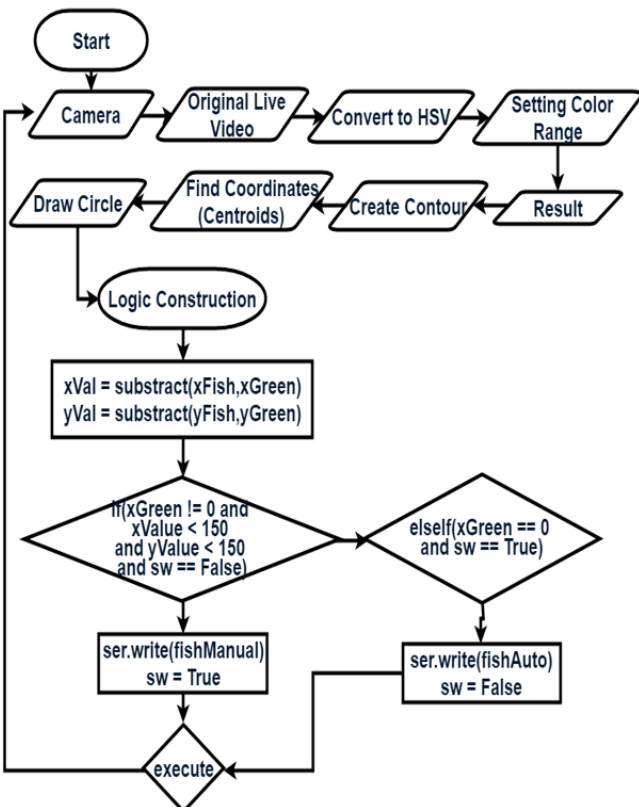 Start
Camera
Original Live
Video
Convert to HSV
Setting Color
Range
Result
Create Contour
Find Coordinates
(Centroids)
Draw Circle
Logic Construction
xVal = substract(xFish,xGreen)
yVal = substract(yFish,yGreen)
if(xGreen != 0 and
xValue < 150
and yValue < 150
and sw == False)
elseIf(xGreen == 0
and sw == True)
ser.write(fishManual)
sw = True
ser.write(fishAuto)
sw = False
execute